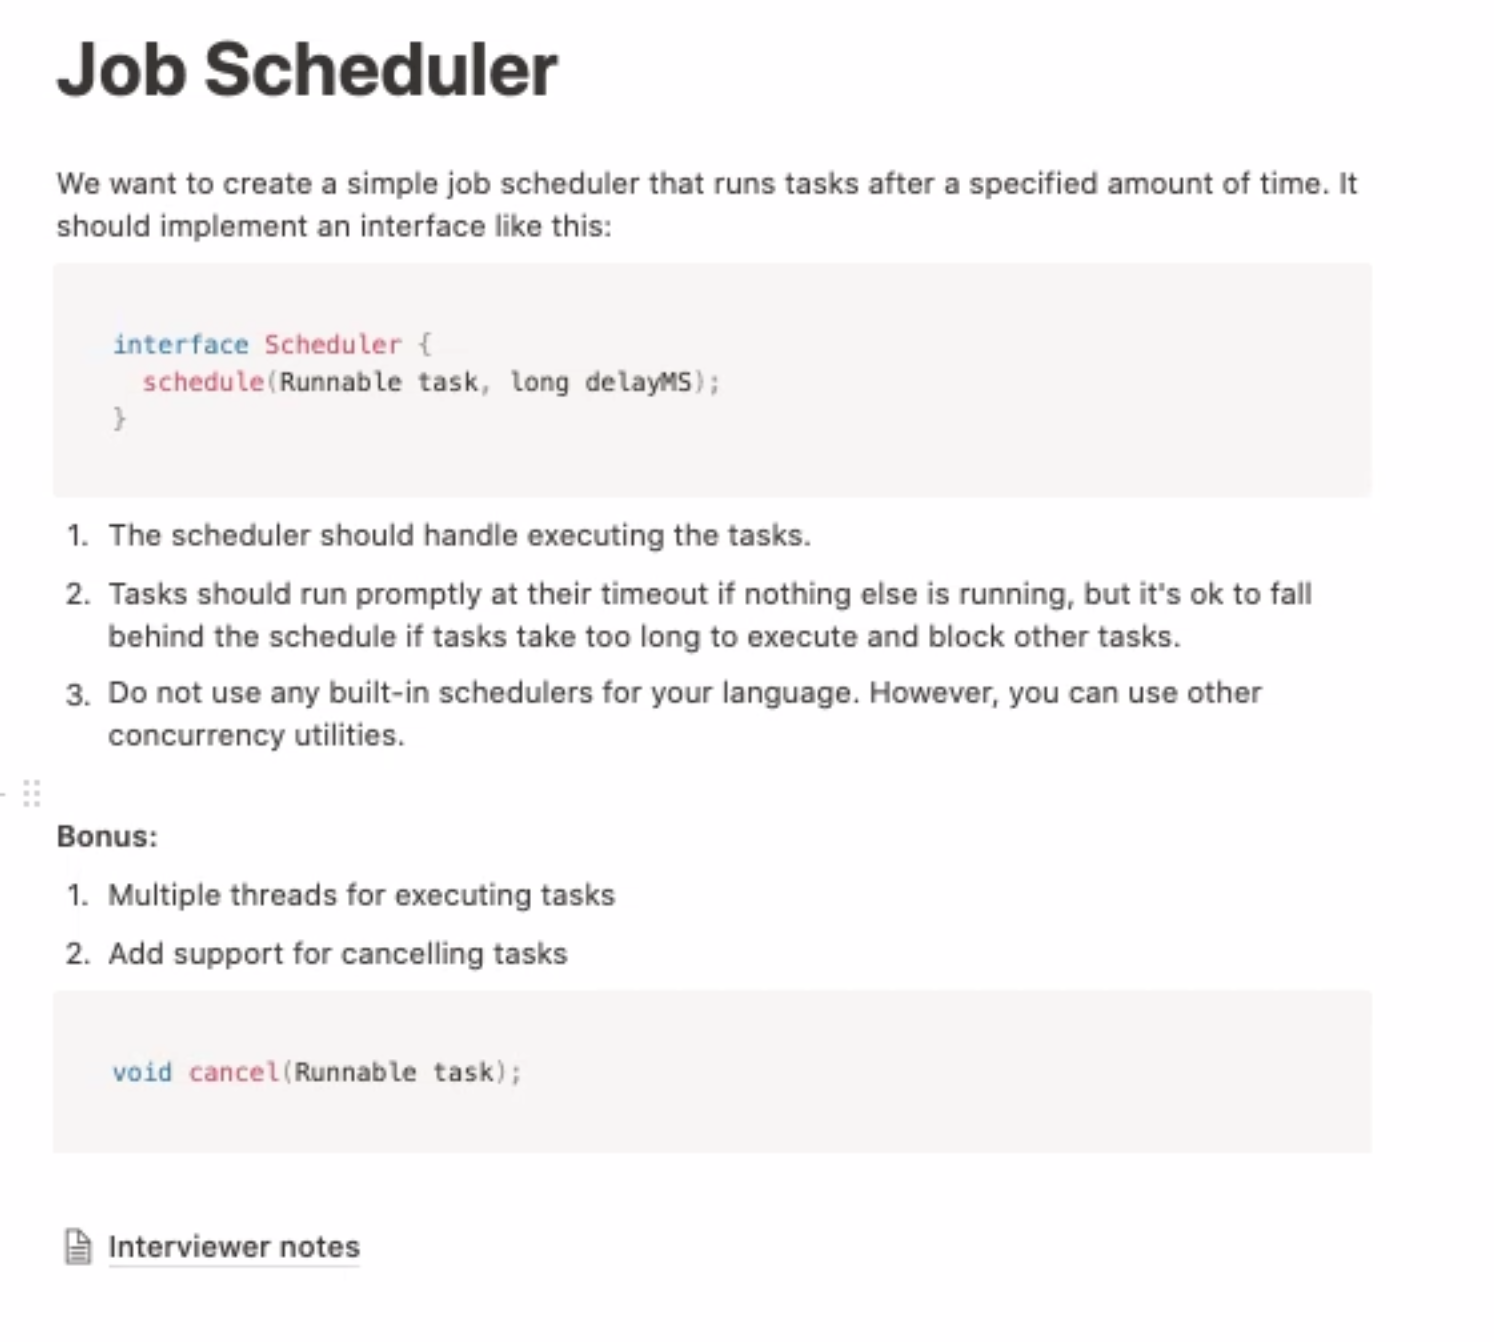 Job Scheduler
We want to create a simple job scheduler that runs tasks after a specified amount of time. It
should implement an interface like this:
interface Scheduler {
schedule(Runnable task, long delayMS);
}
1. The scheduler should handle executing the tasks.
2. Tasks should run promptly at their timeout if nothing else is running, but it's ok to fall
behind the schedule if tasks take too long to execute and block other tasks.
3. Do not use any built-in schedulers for your language. However, you can use other
concurrency utilities.
Bonus:
1. Multiple threads for executing tasks
2. Add support for cancelling tasks
void cancel(Runnable task);
Interviewer notes